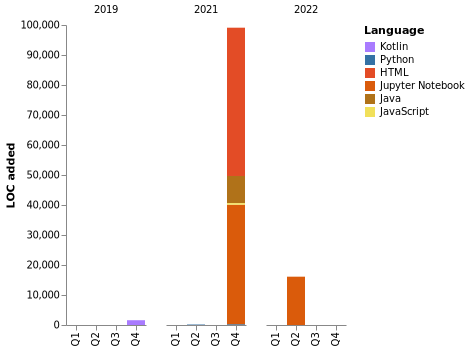 2019 2021 2022
LOC added
100,000
90,000
80,000
70,000
60,000
50,000
40,000
30,000
20,000
10,000
0
Q1 Q2 Q3 Q4 Q1 Q2 Q3 Q4 Q1 Q2 Q3 Q4
Language
Kotlin
Python
HTML
Jupyter Notebook
Java
JavaScript